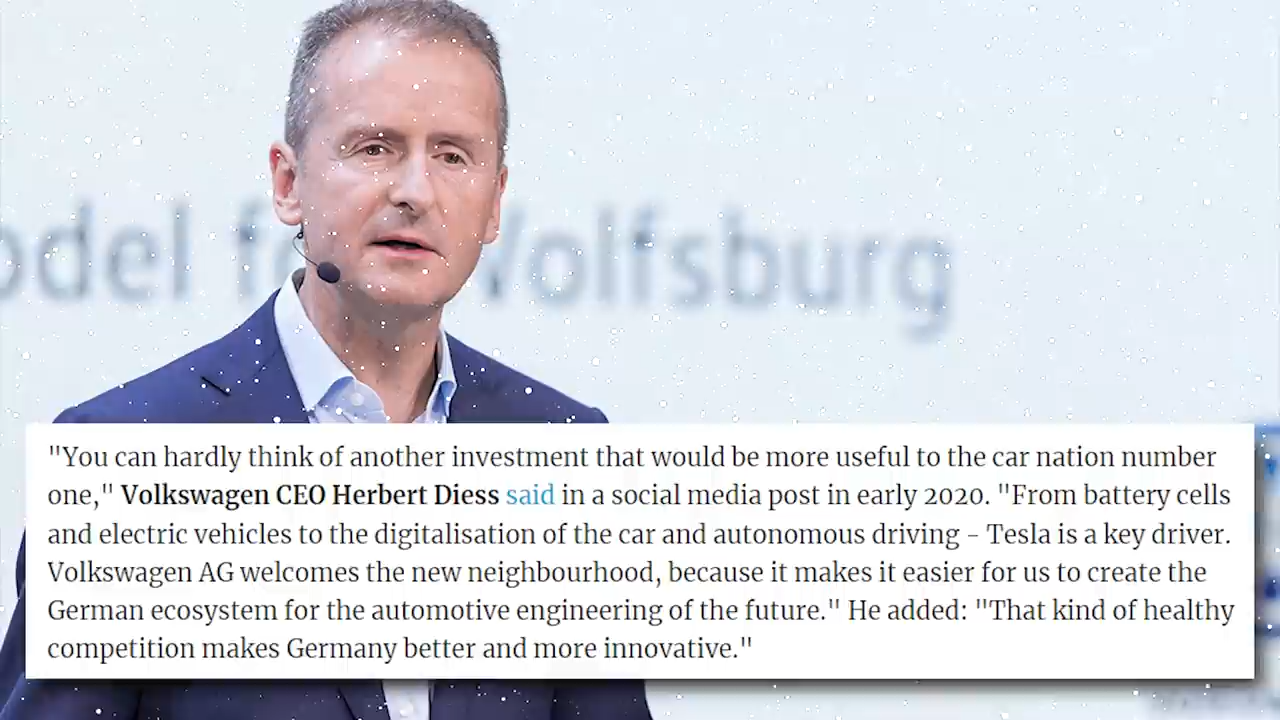 odel for Wolfsburg
"You can hardly think of another investment that would be more useful to the car nation number
one," Volkswagen CEO Herbert Diess said in a social media post in early 2020. "From battery cells
and electric vehicles to the digitalisation of the car and autonomous driving – Tesla is a key driver.
Volkswagen AG welcomes the new neighbourhood, because it makes it easier for us to create the
German ecosystem for the automotive engineering of the future." He added: "That kind of healthy
competition makes Germany better and more innovative."